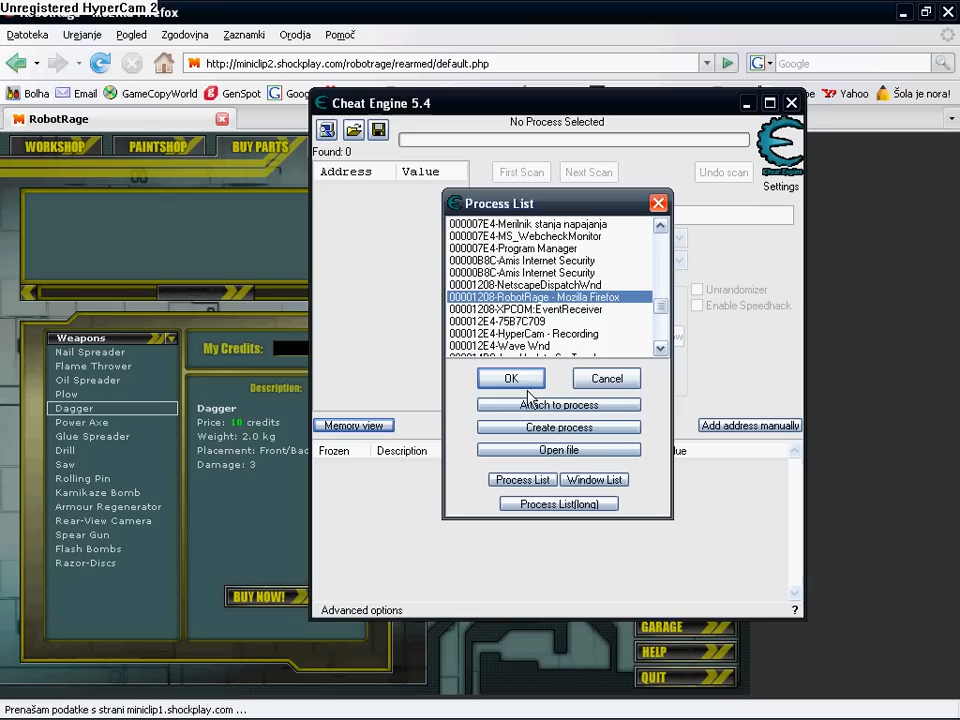 Unregistered HyperCam 2
Firefox
Datoteka Urejanje Pogled Zgodovina Zaznamki Orodja Pomoč
http://miniclip2.shockplay.com/robotrage/rearmed/default.php
Google
Bolha Email GameCopyWorld GenSpot Yahoo Šola je nora!
RobotRage
WORKSHOP PAINTSHOP BUY PARTS
Cheat Engine 5.4
No Process Selected
Found: 0
Address Value
First Scan Next Scan Undo scan
Settings
Process List
000007E4-Merilnik stanja napajanja
000007E4-MS_WebcheckMonitor
000007E4-Program Manager
00000B8C-Amis Internet Security
00000B8C-Amis Internet Security
00001208-NetscapeDispatchWnd
00001208-RobotRage - Mozilla Firefox
00001208-XPCOM:EventReceiver
000012E4-75B7C709
000012E4-HyperCam - Recording
000012E4-Wave Wnd
Unrandomizer
Enable Speedhack
OK Cancel
Attach to process
Create process
Open file
Process List Window List
Process List(long)
Memory view
Add address manually
Frozen Description
Advanced options ?
Weapons
Nail Spreader
Flame Thrower
Oil Spreader
Plow
Dagger
Power Axe
Glue Spreader
Drill
Saw
Rolling Pin
Kamikaze Bomb
Armour Regenerator
Rear-View Camera
Spear Gun
Flash Bombs
Razor-Discs
My Credits:
Description:
Dagger
Price: 10 credits
Weight: 2.0 kg
Placement: Front/Bac
Damage: 3
BUY NOW!
GARAGE
HELP
QUIT
Prenašam podatke s strani miniclip1.shockplay.com ...